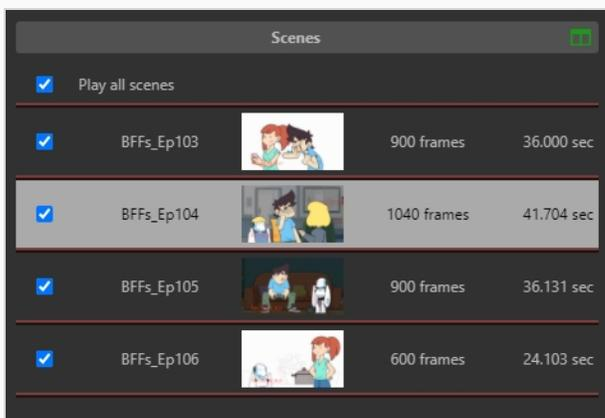 Scenes
Play all scenes
BFFs_Ep103 900 frames 36.000 sec
BFFs_Ep104 1040 frames 41.704 sec
BFFs_Ep105 900 frames 36.131 sec
BFFs_Ep106 600 frames 24.103 sec